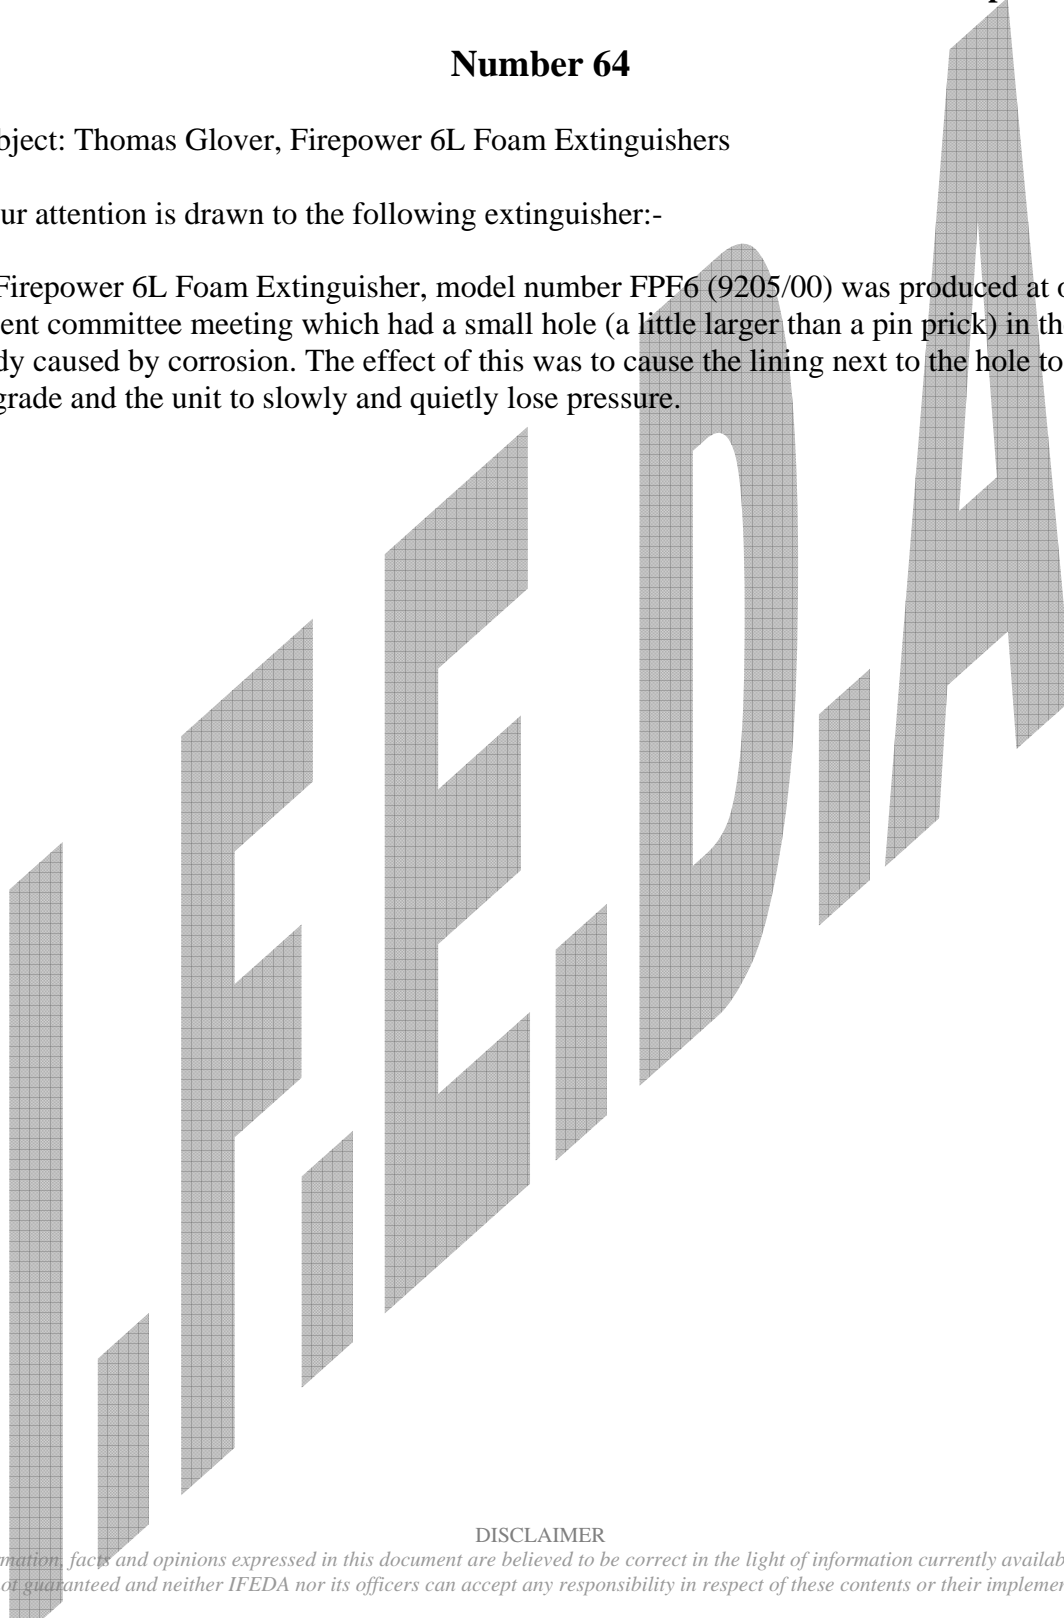 Number 64
bject: Thomas Glover, Firepower 6L Foam Extinguishers
ur attention is drawn to the following extinguisher:-
Firepower 6L Foam Extinguisher, model number FPF6 (9205/00) was produced at o
ent committee meeting which had a small hole (a little larger than a pin prick) in th
dy caused by corrosion. The effect of this was to cause the lining next to the hole to
grade and the unit to slowly and quietly lose pressure.
I.F.E.D.A
DISCLAIMER
mation, facts and opinions expressed in this document are believed to be correct in the light of information currently availab
ot guaranteed and neither IFEDA nor its officers can accept any responsibility in respect of these contents or their implemen